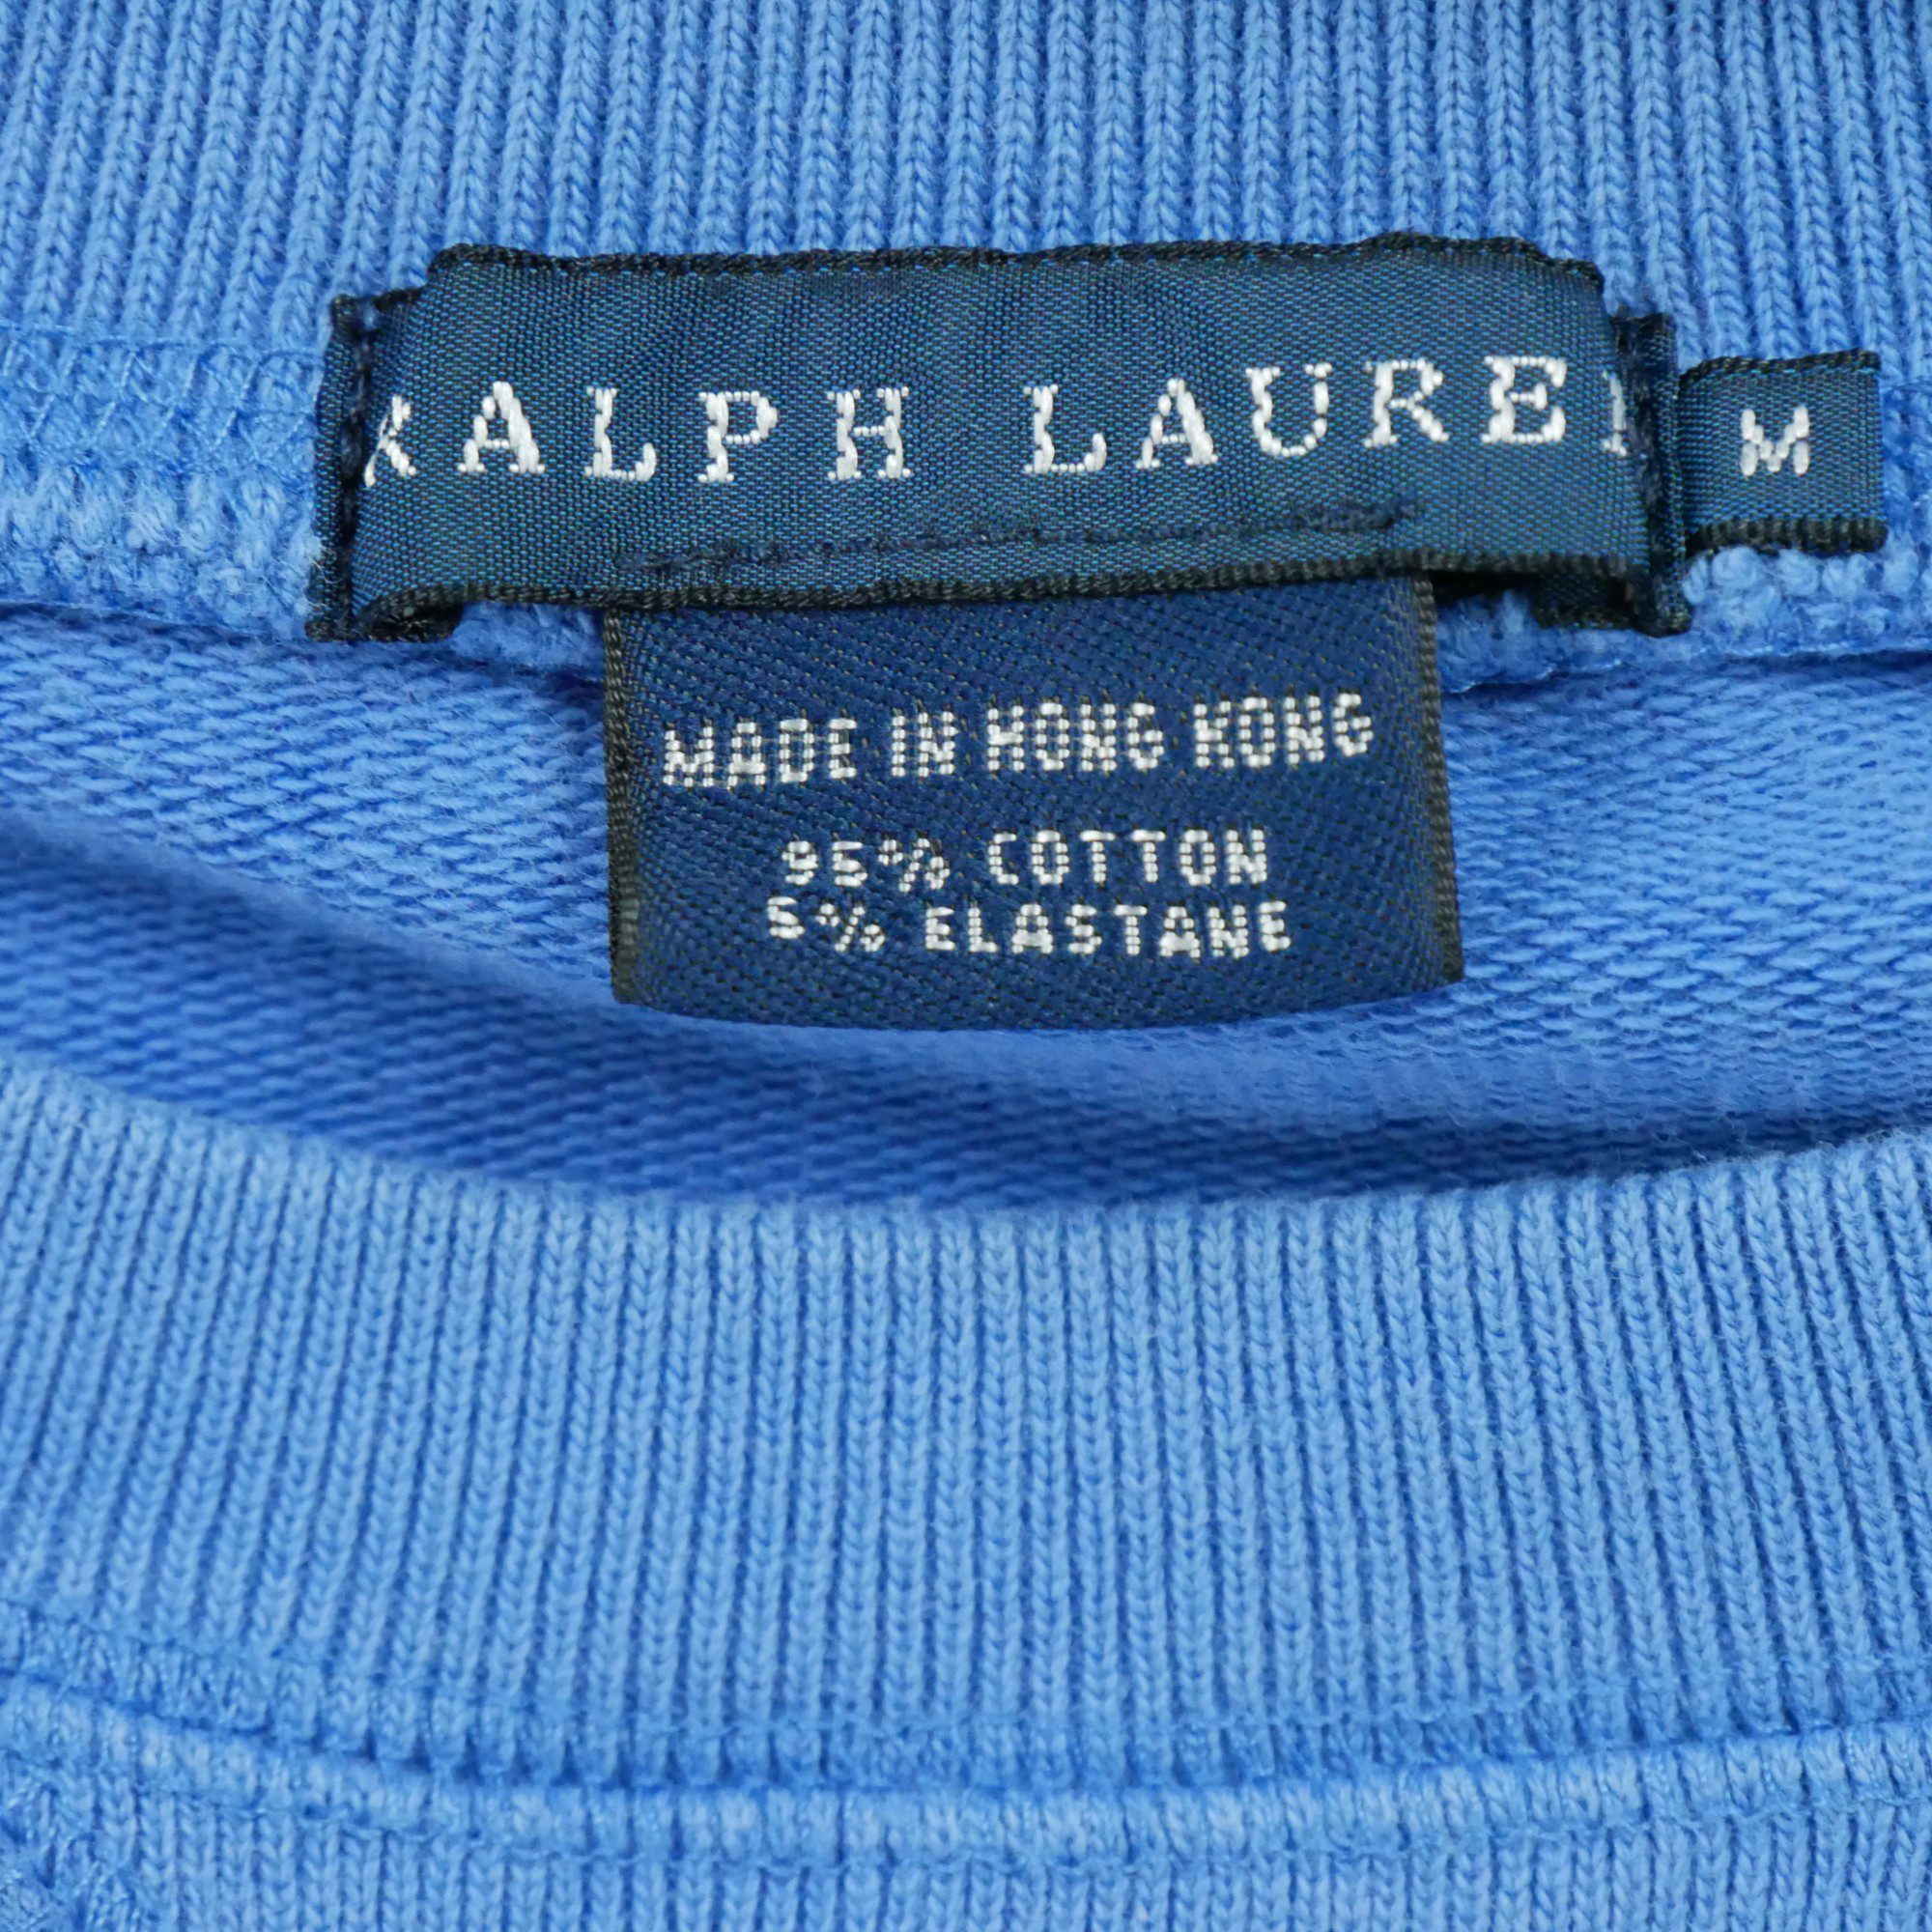 RALPH LAUREN
M
MADE IN HONG KONG
95% COTTON
5% ELASTANE